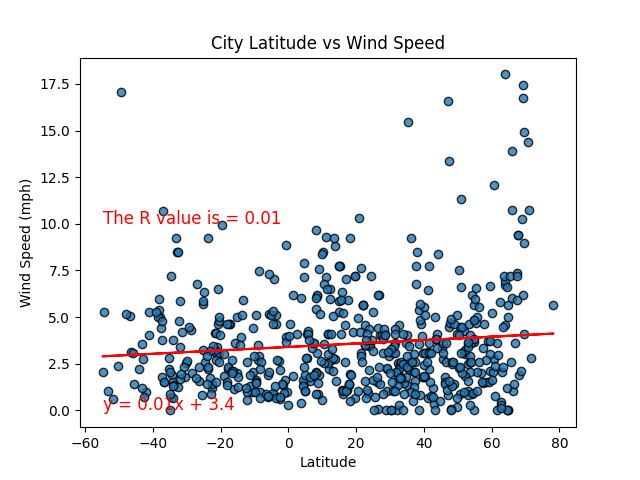 City Latitude vs Wind Speed
17.5
15.0
12.5
10.0
7.5
5.0
2.5
0.0
Wind Speed (mph)
The R value is = 0.01
y = 0.01x + 3.4
−60 −40 −20 0 20 40 60 80
Latitude